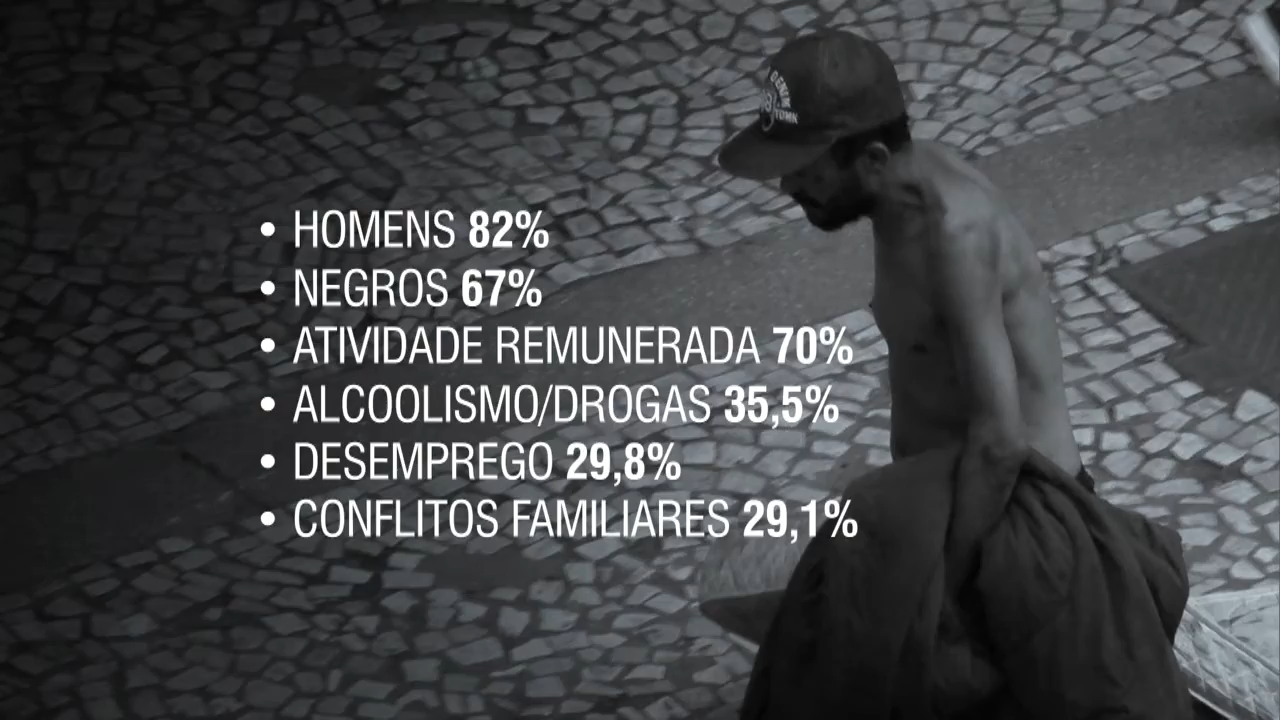 • HOMENS 82%
• NEGROS 67%
• ATIVIDADE REMUNERADA 70%
• ALCOOLISMO/DROGAS 35,5%
• DESEMPREGO 29,8%
• CONFLITOS FAMILIARES 29,1%